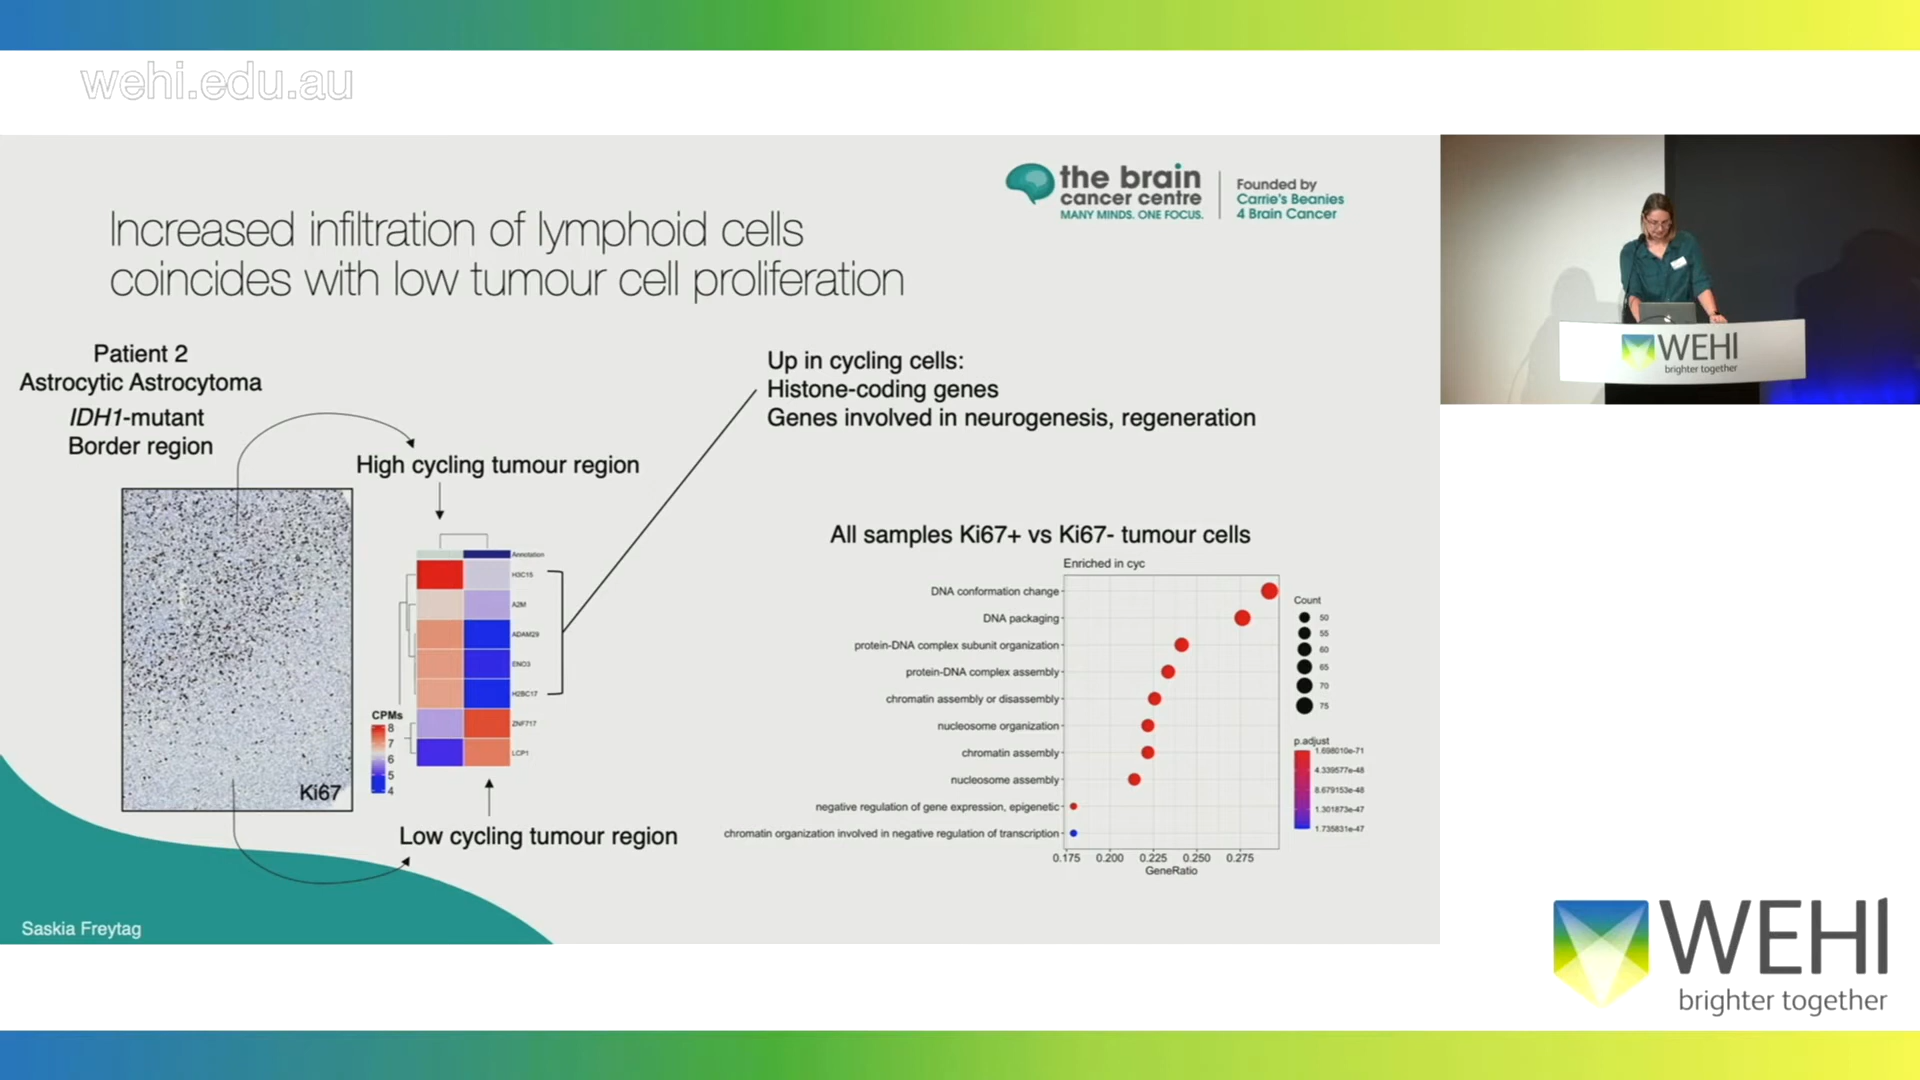 wehi.edu.au
the brain
cancer centre
MANY MINDS. ONE FOCUS.
Founded by
Carrie's Beanies
4 Brain Cancer
Increased infiltration of lymphoid cells
coincides with low tumour cell proliferation
Patient 2
Astrocytic Astrocytoma
IDH1-mutant
Border region
Ki67
High cycling tumour region
Annotation
H3C15
A2M
ADAM29
ENO3
H2BC17
ZNF717
LCP1
CPMs
8
7
6
5
4
Low cycling tumour region
Up in cycling cells:
Histone-coding genes
Genes involved in neurogenesis, regeneration
All samples Ki67+ vs Ki67- tumour cells
Enriched in cyc
DNA conformation change
DNA packaging
protein-DNA complex subunit organization
protein-DNA complex assembly
chromatin assembly or disassembly
nucleosome organization
chromatin assembly
nucleosome assembly
negative regulation of gene expression, epigenetic
chromatin organization involved in negative regulation of transcription
0.175 0.200 0.225 0.250 0.275
GeneRatio
Count
50
55
60
65
70
75
p.adjust
1.698010e-71
4.339577e-48
8.679153e-48
1.301873e-47
1.735831e-47
Saskia Freytag
WEHI
brighter together
WEHI
brighter together